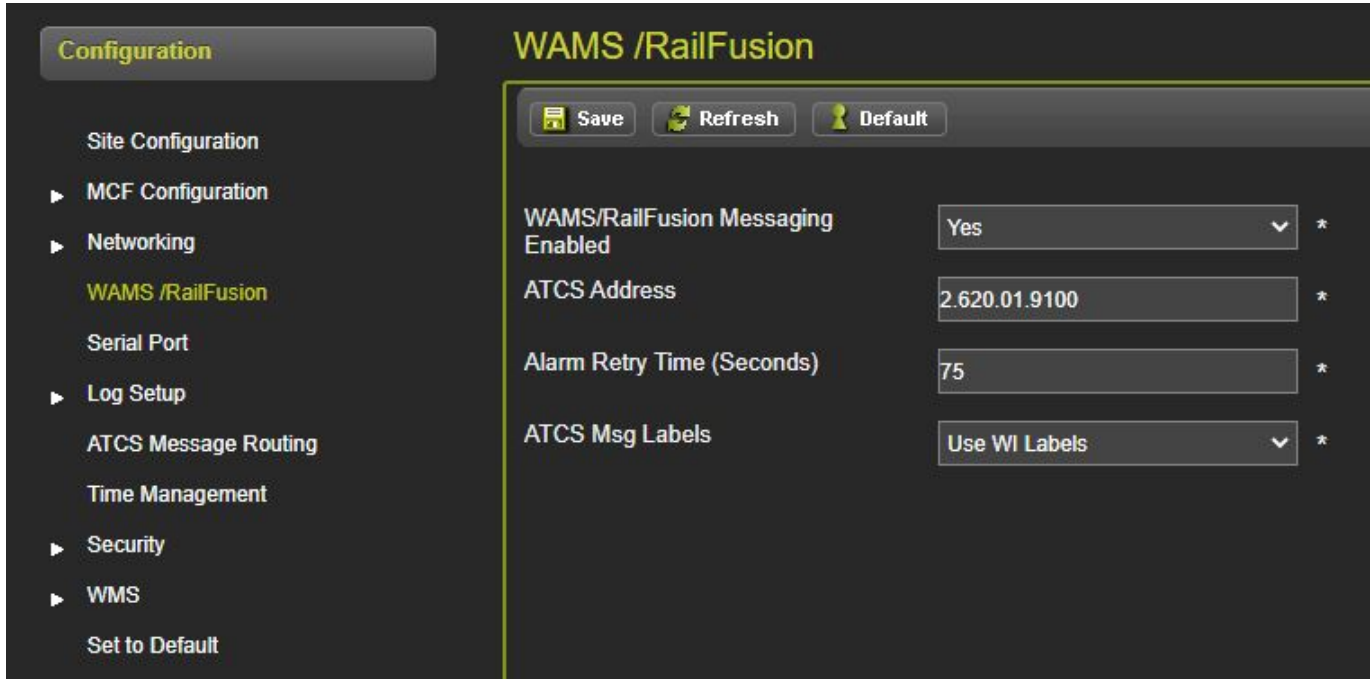 Configuration
Site Configuration
MCF Configuration
Networking
WAMS /RailFusion
Serial Port
Log Setup
ATCS Message Routing
Time Management
Security
WMS
Set to Default
WAMS /RailFusion
Save Refresh Default
WAMS/RailFusion Messaging
Enabled
Yes *
ATCS Address
2.620.01.9100 *
Alarm Retry Time (Seconds)
75 *
ATCS Msg Labels
Use WI Labels *